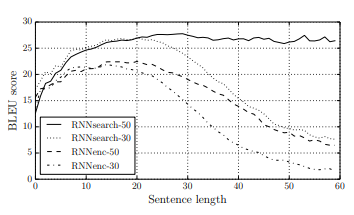 30
25
20
15
10
5
0
BLEU score
RNNsearch-50
RNNsearch-30
RNNenc-50
RNNenc-30
0 10 20 30 40 50 60
Sentence length